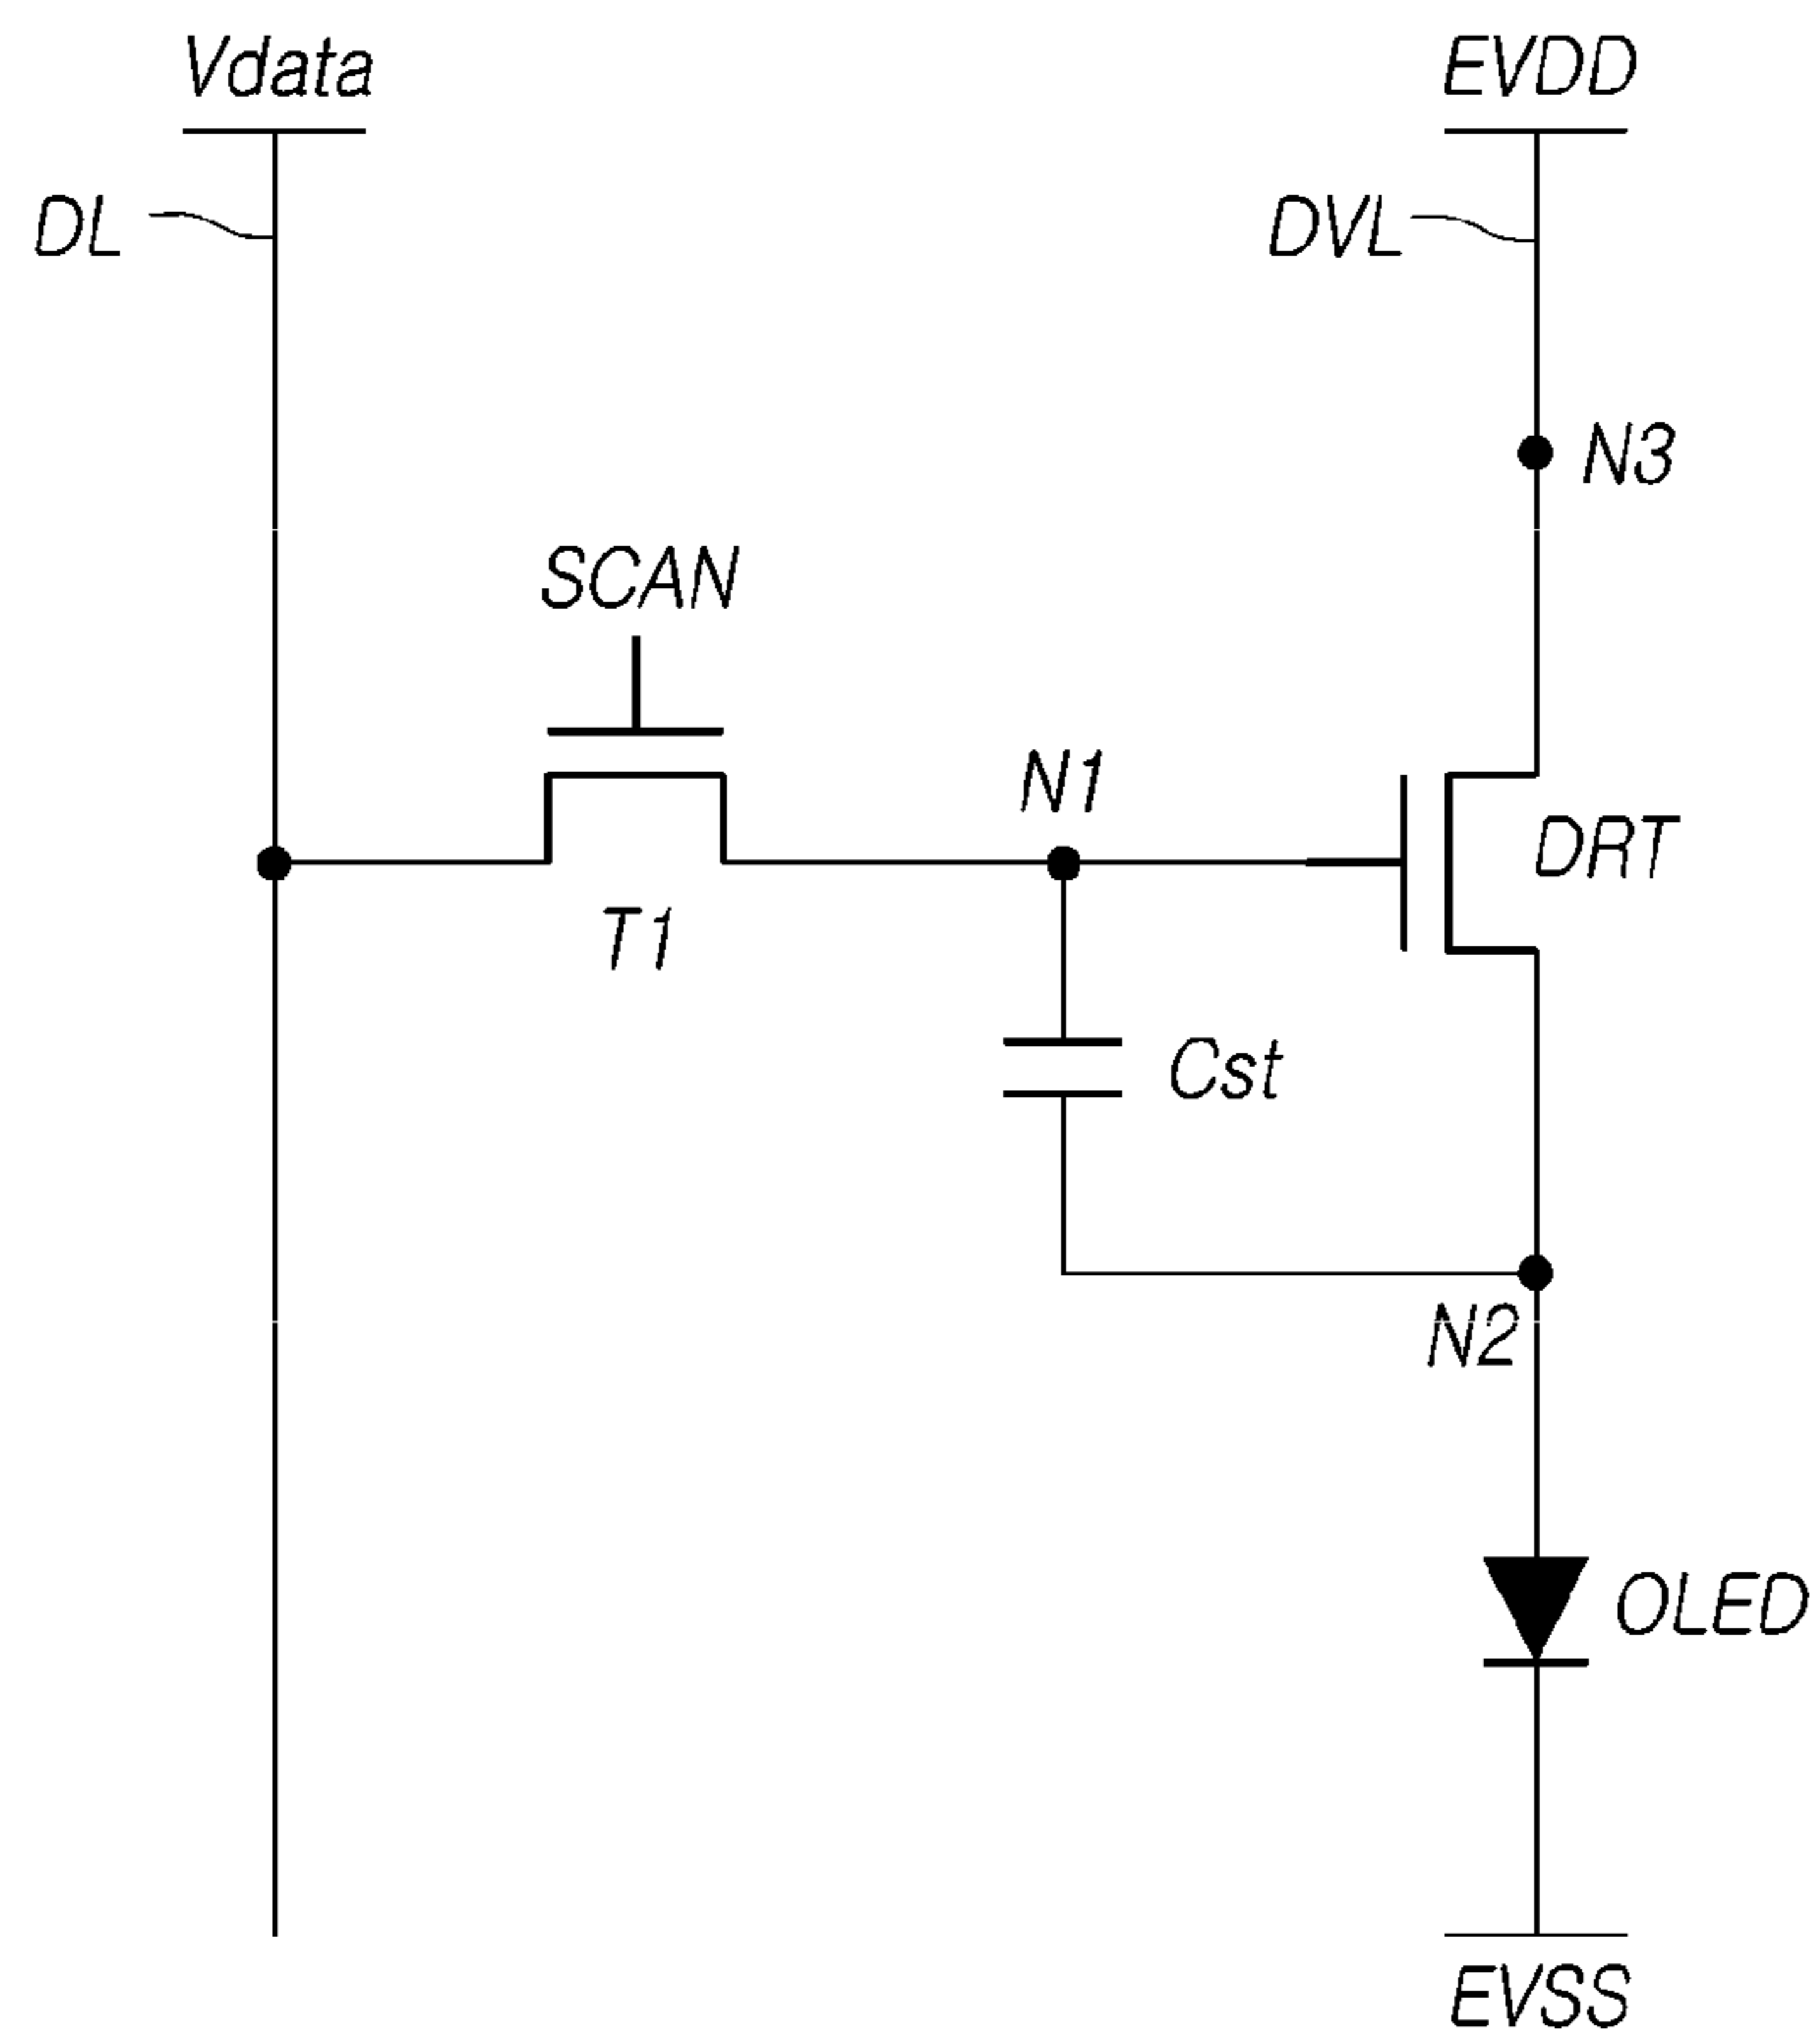 Vdata
EVDD
DL
DVL
N3
SCAN
N1
DRT
T1
Cst
N2
OLED
EVSS